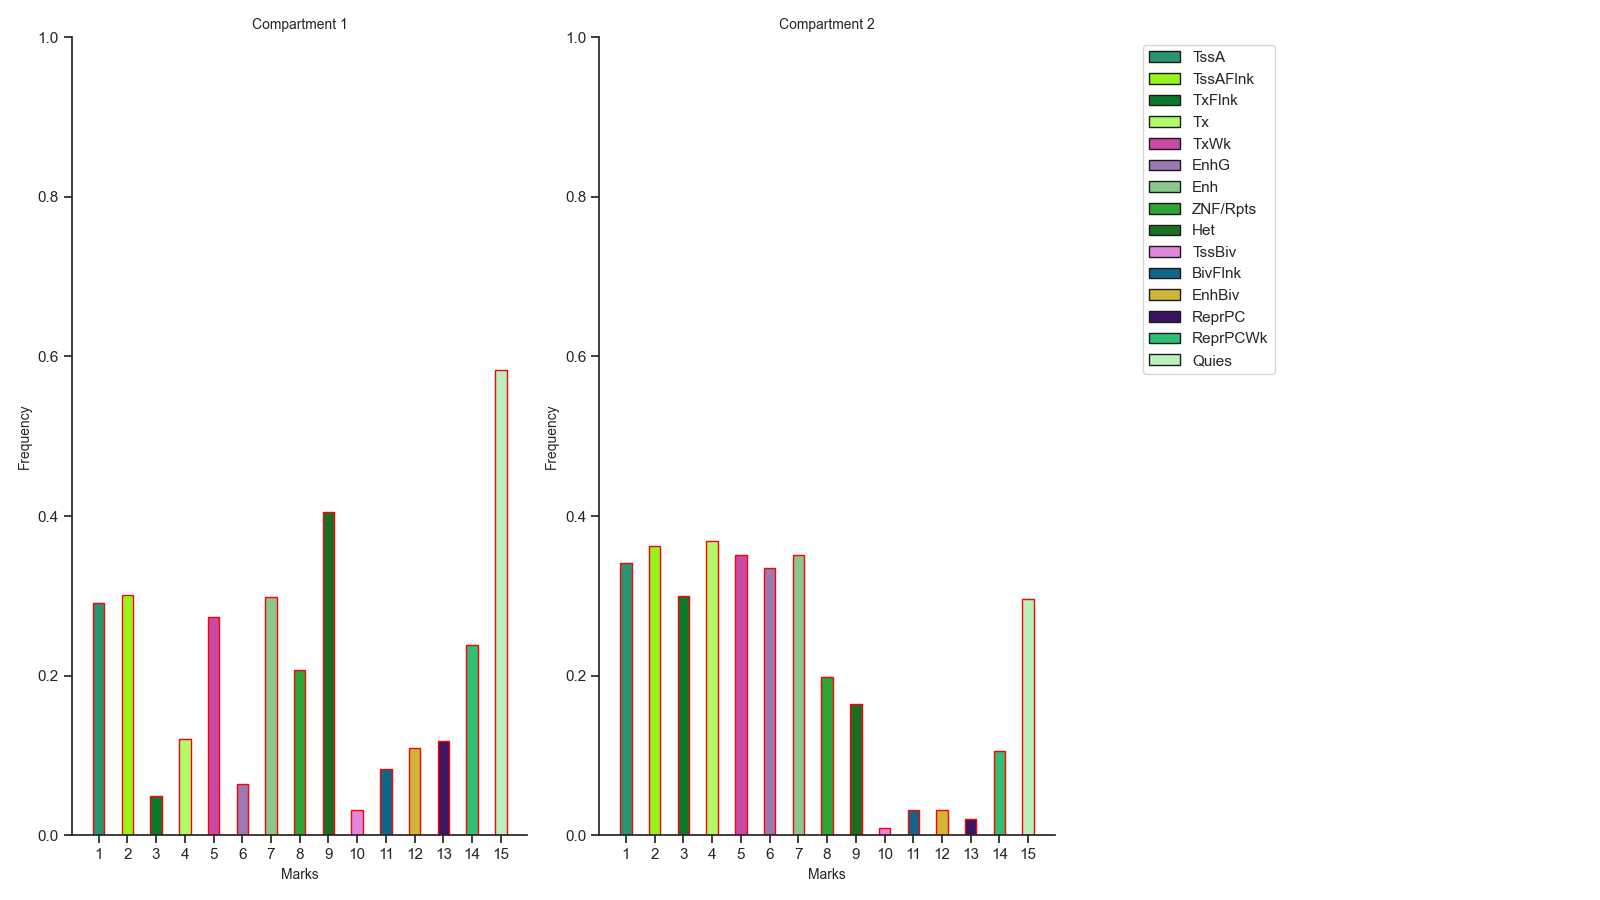 Compartment 1
1.0
0.8
0.6
0.4
0.2
0.0
Frequency
1 2 3 4 5 6 7 8 9 10 11 12 13 14 15
Marks
Compartment 2
1.0
0.8
0.6
0.4
0.2
0.0
Frequency
1 2 3 4 5 6 7 8 9 10 11 12 13 14 15
Marks
TssA
TssAFlnk
TxFlnk
Tx
TxWk
EnhG
Enh
ZNF/Rpts
Het
TssBiv
BivFlnk
EnhBiv
ReprPC
ReprPCWk
Quies